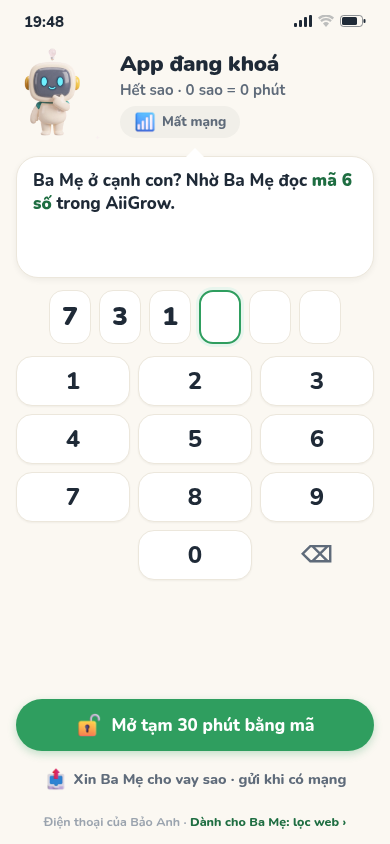 19:48
App đang khoá
Hết sao · 0 sao = 0 phút
Mất mạng
Ba Mẹ ở cạnh con? Nhờ Ba Mẹ đọc mã 6
số trong AiiGrow.
7 3 1
1 2 3
4 5 6
7 8 9
0 ⌫
Mở tạm 30 phút bằng mã
Xin Ba Mẹ cho vay sao · gửi khi có mạng
Điện thoại của Bảo Anh · Dành cho Ba Mẹ: lọc web ›